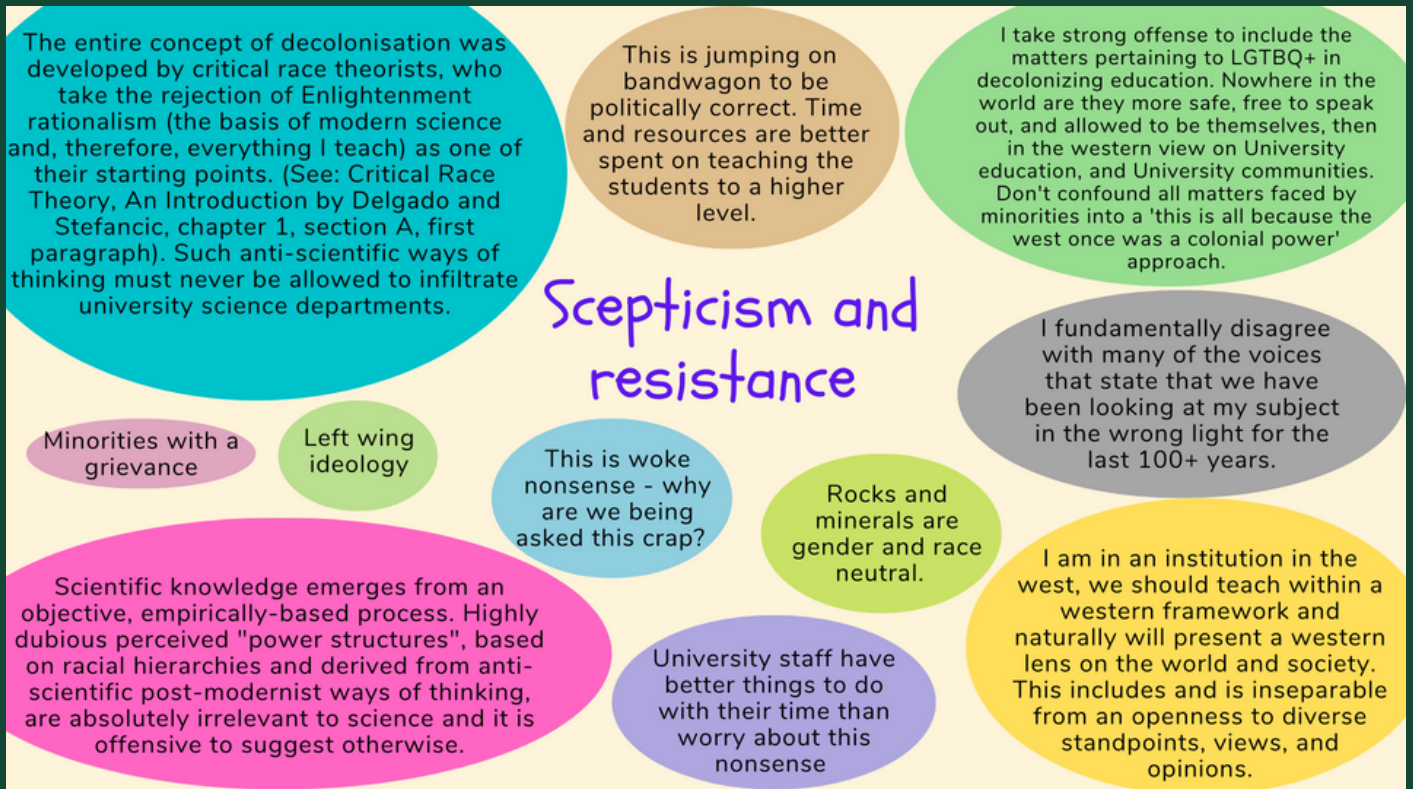 The entire concept of decolonisation was
developed by critical race theorists, who
take the rejection of Enlightenment
rationalism (the basis of modern science
and, therefore, everything I teach) as one of
their starting points. (See: Critical Race
Theory, An Introduction by Delgado and
Stefancic, chapter 1, section A, first
paragraph). Such anti-scientific ways of
thinking must never be allowed to infiltrate
university science departments.
This is jumping on
bandwagon to be
politically correct. Time
and resources are better
spent on teaching the
students to a higher
level.
I take strong offense to include the
matters pertaining to LGTBQ+ in
decolonizing education. Nowhere in the
world are they more safe, free to speak
out, and allowed to be themselves, then
in the western view on University
education, and University communities.
Don't confound all matters faced by
minorities into a 'this is all because the
west once was a colonial power'
approach.
Scepticism and
resistance
I fundamentally disagree
with many of the voices
that state that we have
been looking at my subject
in the wrong light for the
last 100+ years.
Minorities with a
grievance
Left wing
ideology
This is woke
nonsense - why
are we being
asked this crap?
Rocks and
minerals are
gender and race
neutral.
Scientific knowledge emerges from an
objective, empirically-based process. Highly
dubious perceived "power structures", based
on racial hierarchies and derived from anti-
scientific post-modernist ways of thinking,
are absolutely irrelevant to science and it is
offensive to suggest otherwise.
University staff have
better things to do
with their time than
worry about this
nonsense
I am in an institution in the
west, we should teach within a
western framework and
naturally will present a western
lens on the world and society.
This includes and is inseparable
from an openness to diverse
standpoints, views, and
opinions.